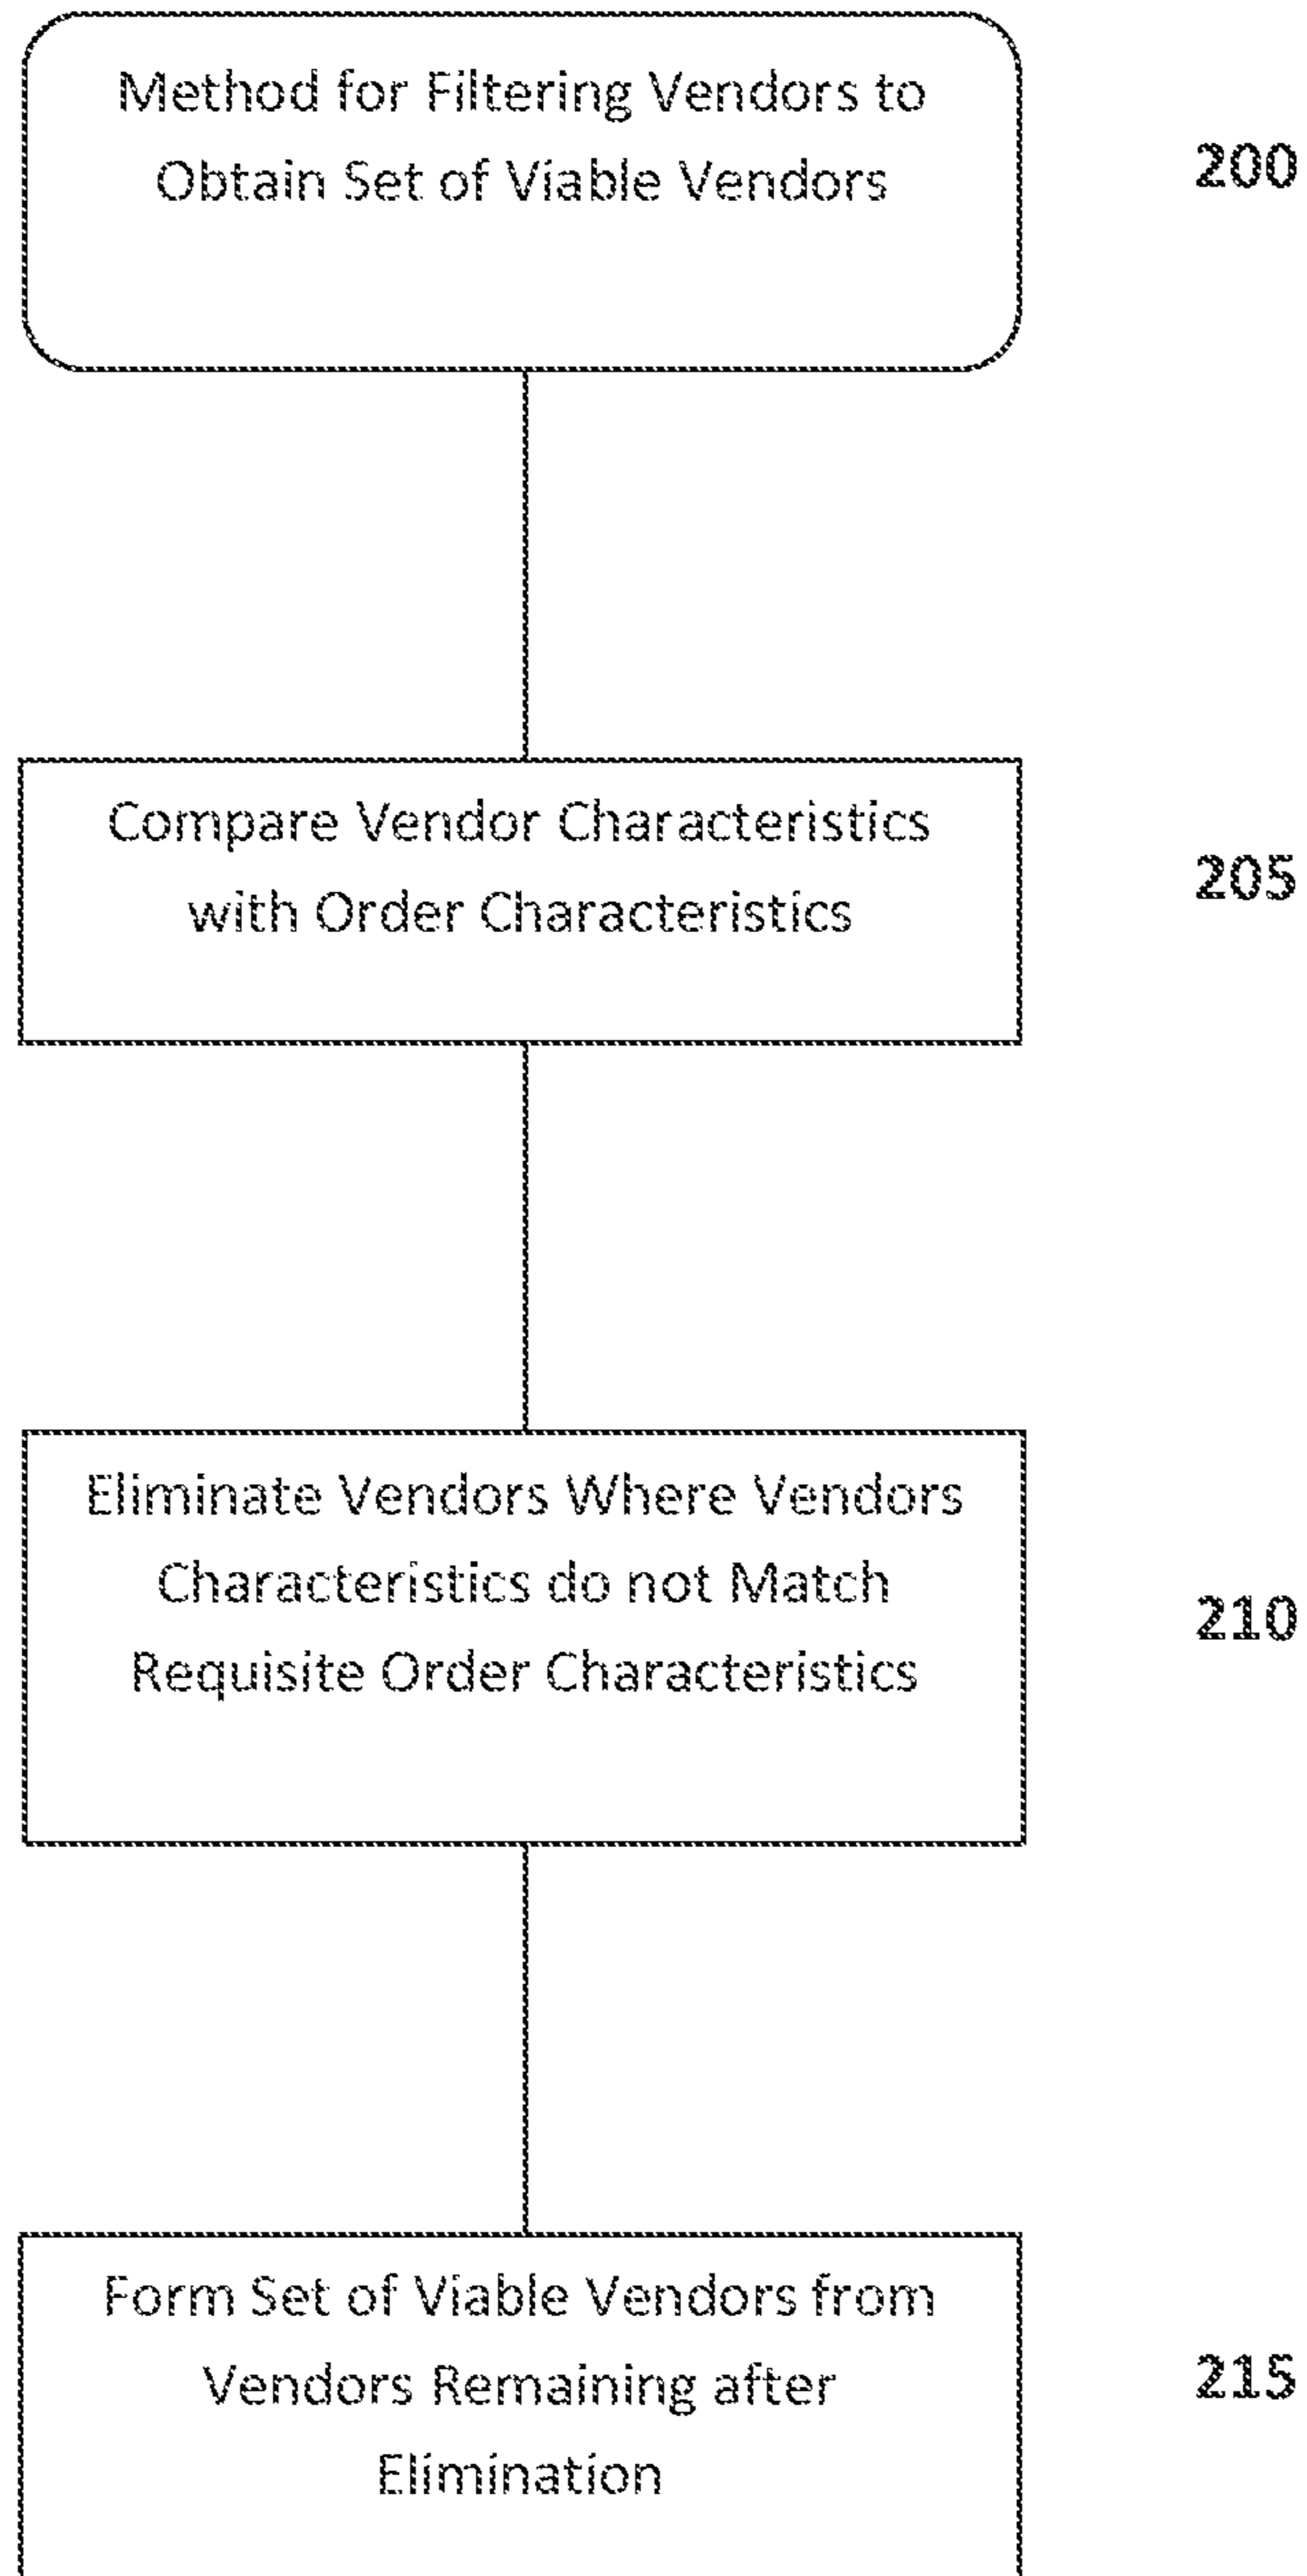 Method for Filtering Vendors to
Obtain Set of Viable Vendors
200
Compare Vendor Characteristics
with Order Characteristics
205
Eliminate Vendors Where Vendors
Characteristics do not Match
Requisite Order Characteristics
210
Form Set of Viable Vendors from
Vendors Remaining after
Elimination
215